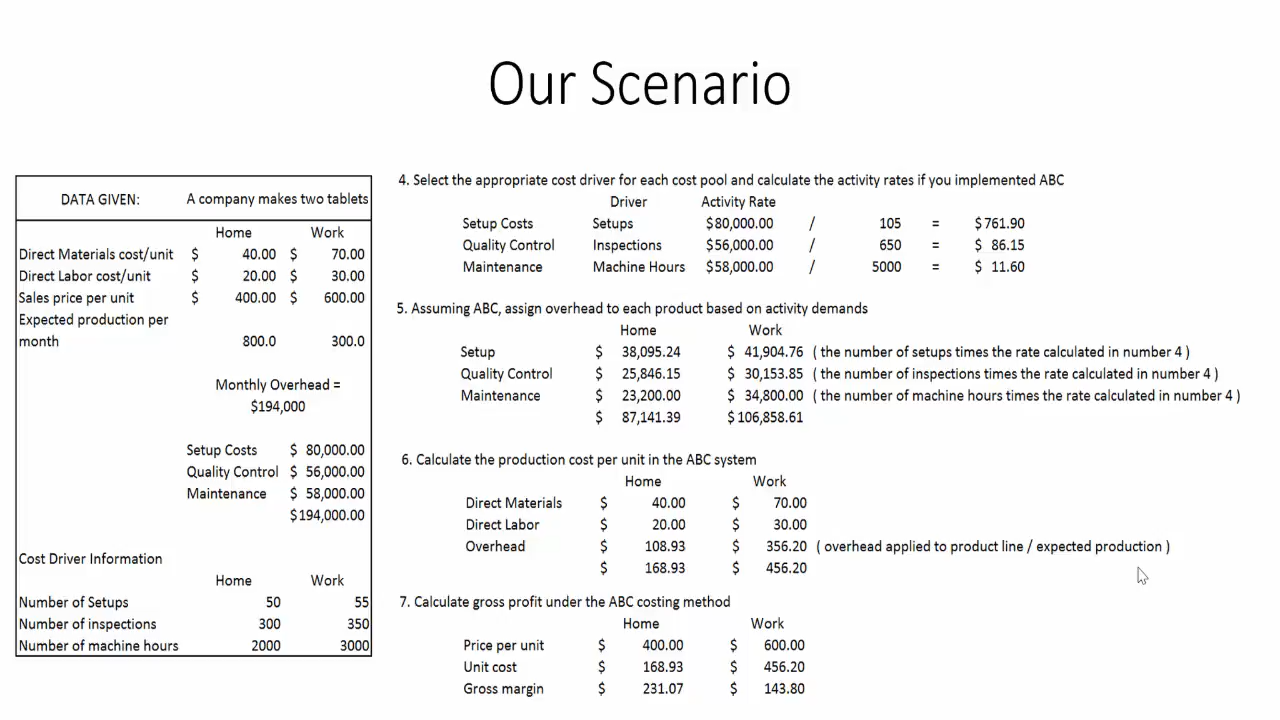 Our Scenario
DATA GIVEN: A company makes two tablets
Home Work
Direct Materials cost/unit $ 40.00 $ 70.00
Direct Labor cost/unit $ 20.00 $ 30.00
Sales price per unit $ 400.00 $ 600.00
Expected production per
month 800.0 300.0
Monthly Overhead =
$194,000
Setup Costs $ 80,000.00
Quality Control $ 56,000.00
Maintenance $ 58,000.00
$194,000.00
Cost Driver Information
Home Work
Number of Setups 50 55
Number of inspections 300 350
Number of machine hours 2000 3000
4. Select the appropriate cost driver for each cost pool and calculate the activity rates if you implemented ABC
Driver Activity Rate
Setup Costs Setups $80,000.00 / 105 = $761.90
Quality Control Inspections $56,000.00 / 650 = $ 86.15
Maintenance Machine Hours $58,000.00 / 5000 = $ 11.60
5. Assuming ABC, assign overhead to each product based on activity demands
Home Work
Setup $ 38,095.24 $ 41,904.76 ( the number of setups times the rate calculated in number 4 )
Quality Control $ 25,846.15 $ 30,153.85 ( the number of inspections times the rate calculated in number 4 )
Maintenance $ 23,200.00 $ 34,800.00 ( the number of machine hours times the rate calculated in number 4 )
$ 87,141.39 $106,858.61
6. Calculate the production cost per unit in the ABC system
Home Work
Direct Materials $ 40.00 $ 70.00
Direct Labor $ 20.00 $ 30.00
Overhead $ 108.93 $ 356.20 ( overhead applied to product line / expected production )
$ 168.93 $ 456.20
7. Calculate gross profit under the ABC costing method
Home Work
Price per unit $ 400.00 $ 600.00
Unit cost $ 168.93 $ 456.20
Gross margin $ 231.07 $ 143.80